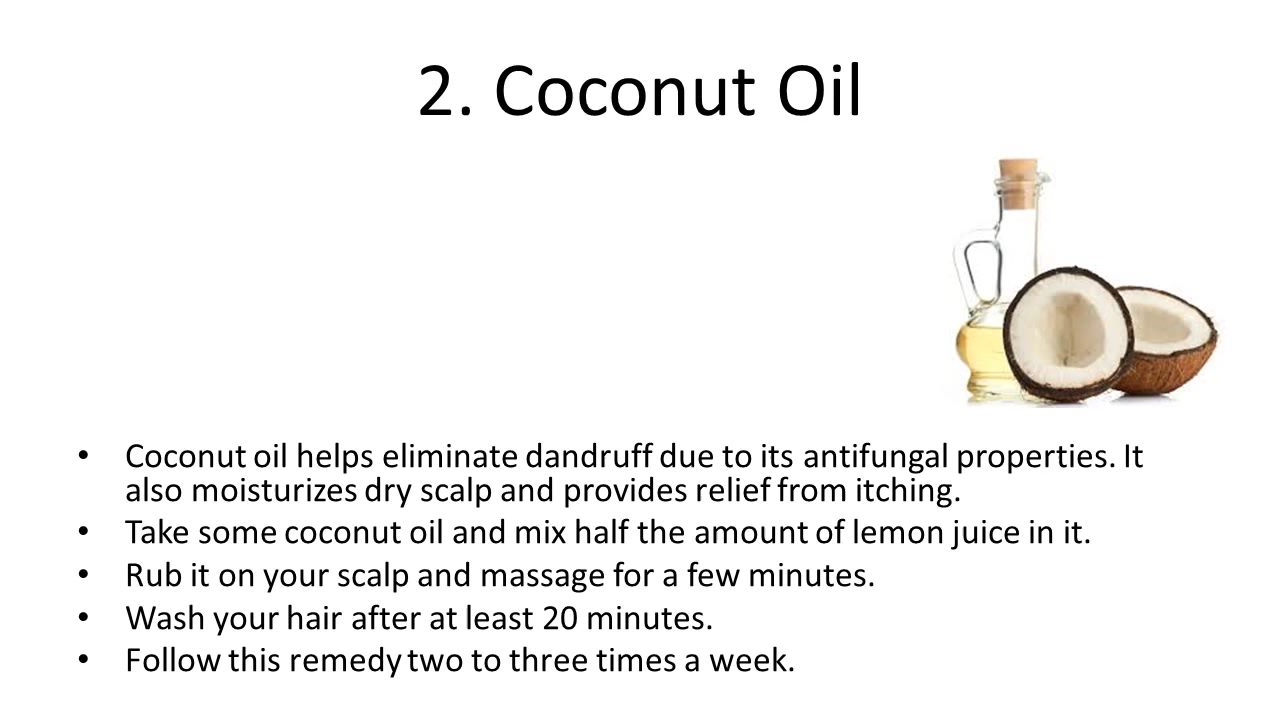 2. Coconut Oil
• Coconut oil helps eliminate dandruff due to its antifungal properties. It
also moisturizes dry scalp and provides relief from itching.
• Take some coconut oil and mix half the amount of lemon juice in it.
• Rub it on your scalp and massage for a few minutes.
• Wash your hair after at least 20 minutes.
• Follow this remedy two to three times a week.